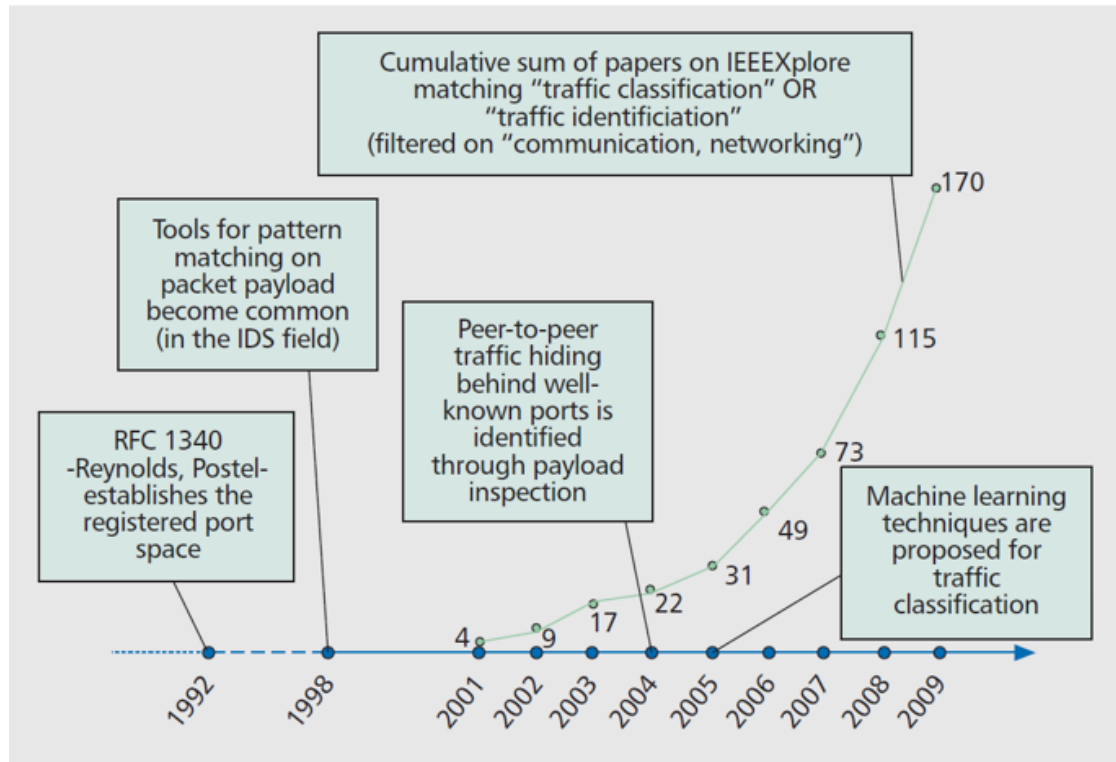 Cumulative sum of papers on IEEEXplore
matching “traffic classification” OR
“traffic identificiation”
(filtered on “communication, networking”)
170
Tools for pattern
matching on
packet payload
become common
(in the IDS field)
Peer-to-peer
traffic hiding
behind well-
known ports is
identified
through payload
inspection
115
RFC 1340
-Reynolds, Postel-
establishes the
registered port
space
73
Machine learning
techniques are
proposed for
traffic
classification
49
31
22
17
9
4
1992
1998
2001
2002
2003
2004
2005
2006
2007
2008
2009